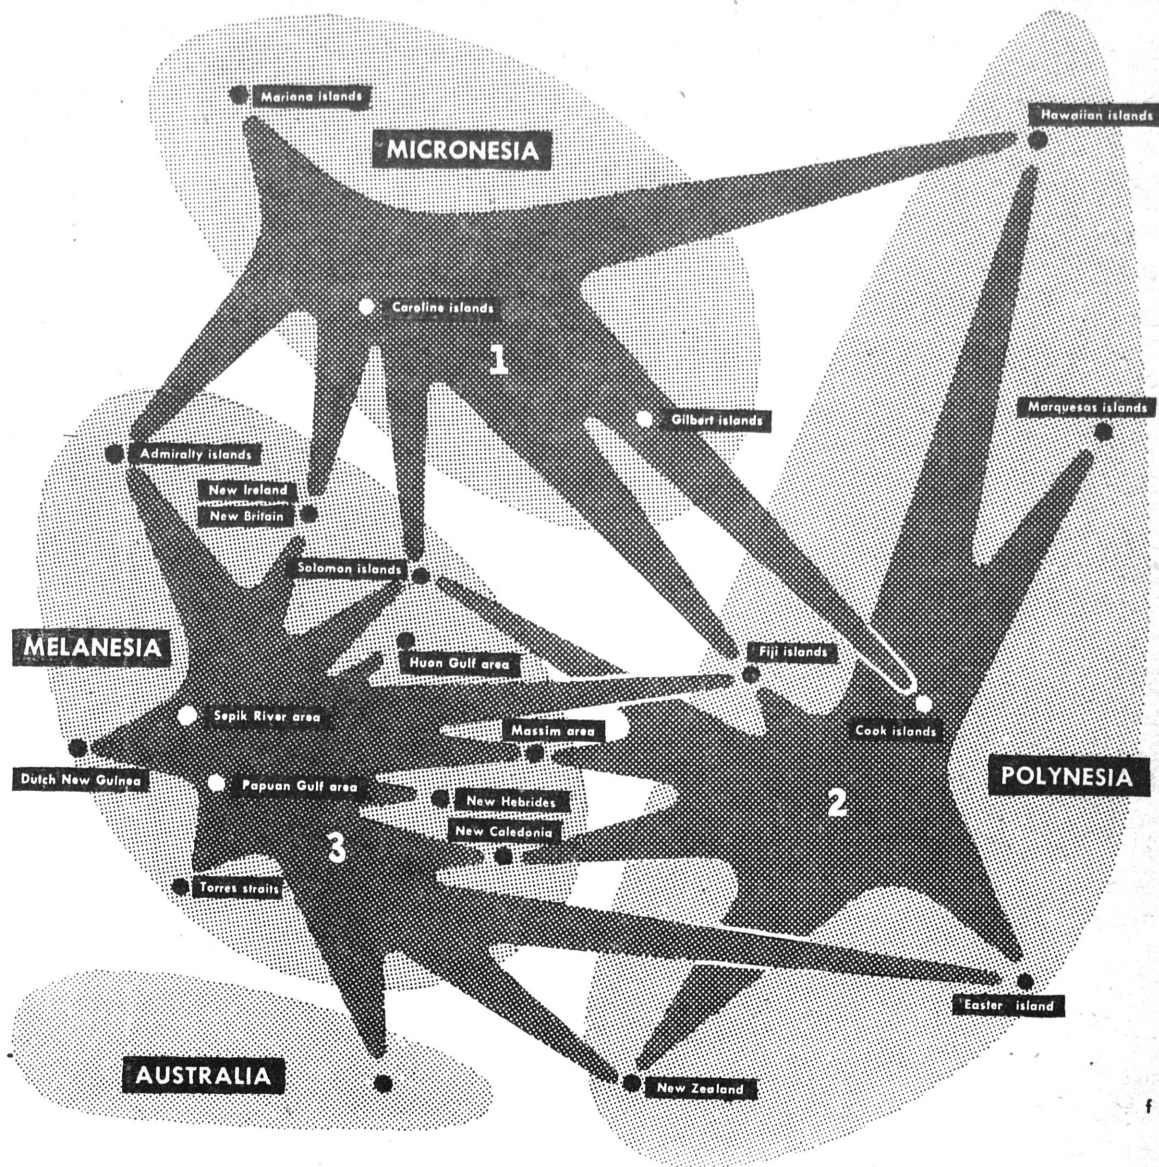 Mariana islands
MICRONESIA
Hawaiian islands
Caroline islands
1
Gilbert islands
Marquesas islands
Admiralty islands
New Ireland
New Britain
Solomon islands
MELANESIA
Huon Gulf area
Fiji islands
Sepik River area
Massim area
Cook islands
Dutch New Guinea
Papuan Gulf area
POLYNESIA
New Hebrides
2
New Caledonia
3
Torres straits
Easter island
AUSTRALIA
New Zealand
f